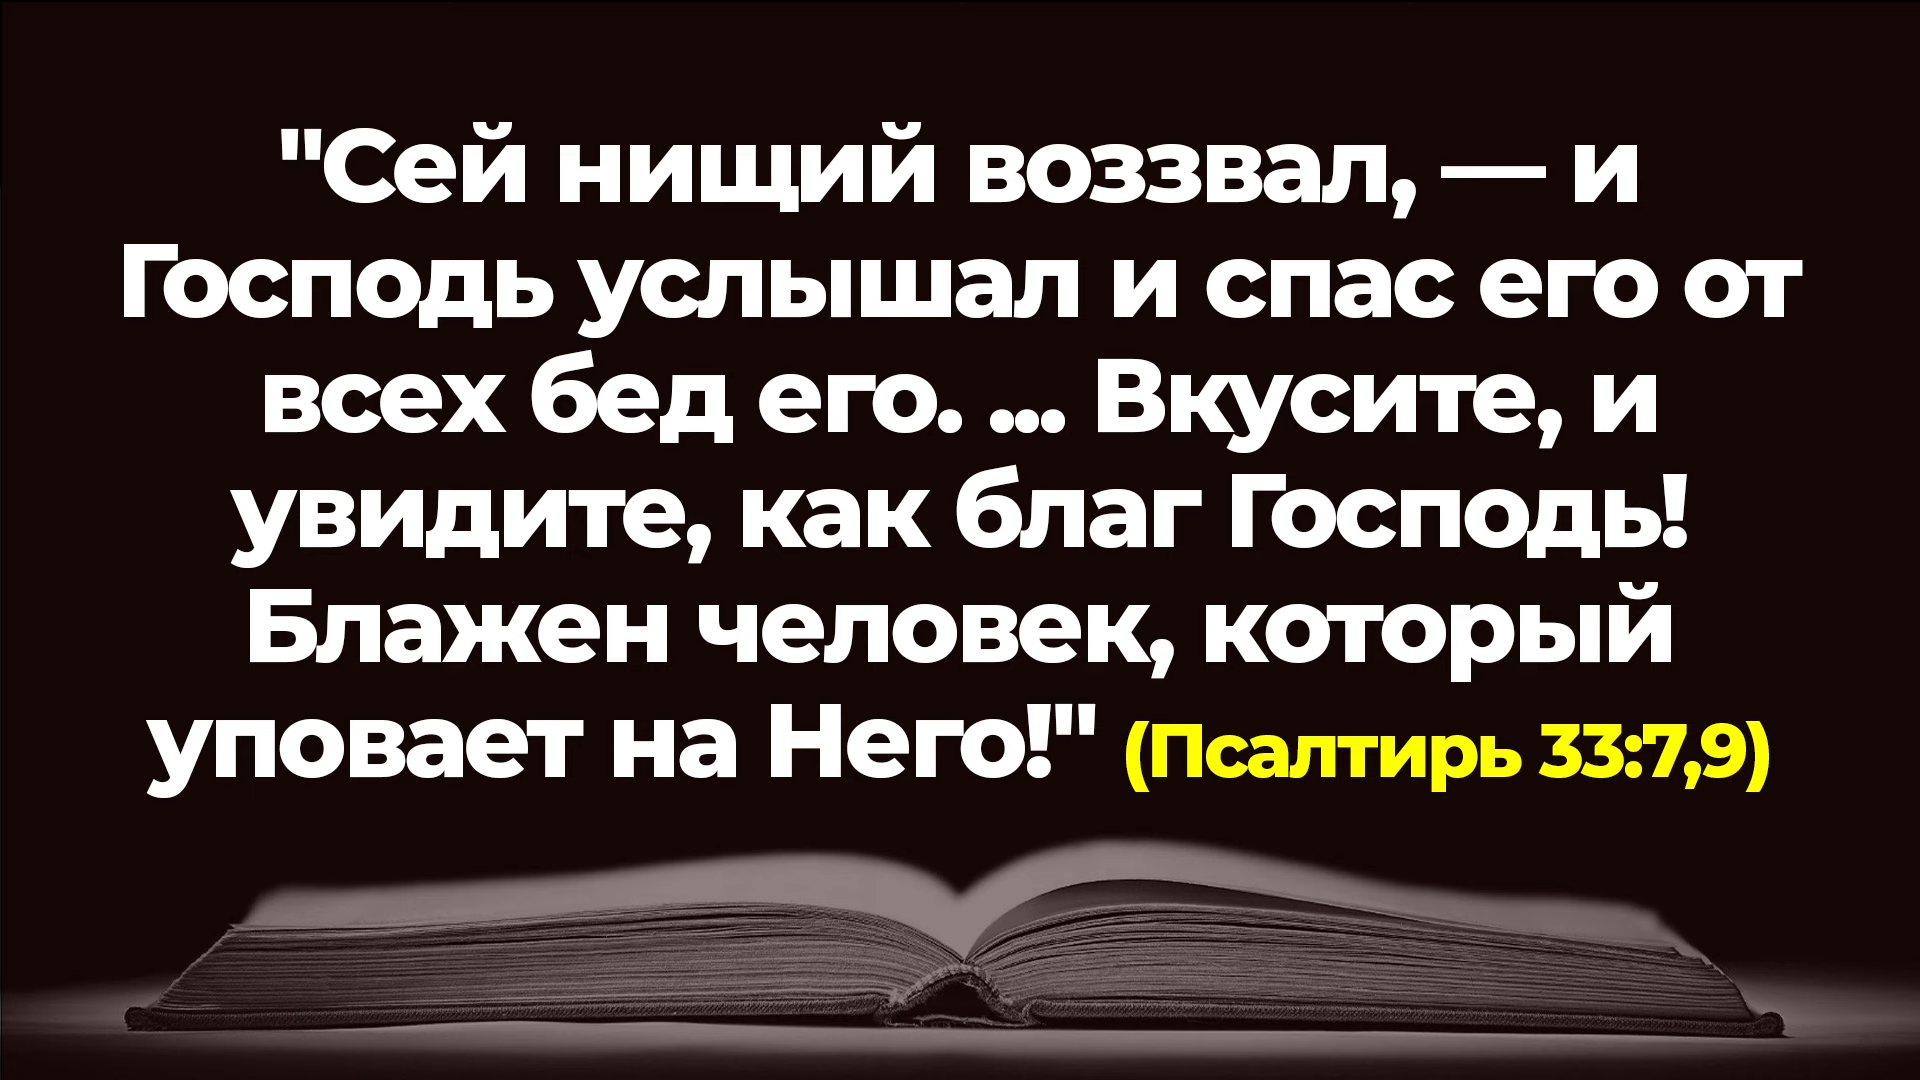 "Сей нищий воззвал, — и
Господь услышал и спас его от
всех бед его. ... Вкусите, и
увидите, как благ Господь!
Блажен человек, который
уповает на Него!" (Псалтирь 33:7,9)